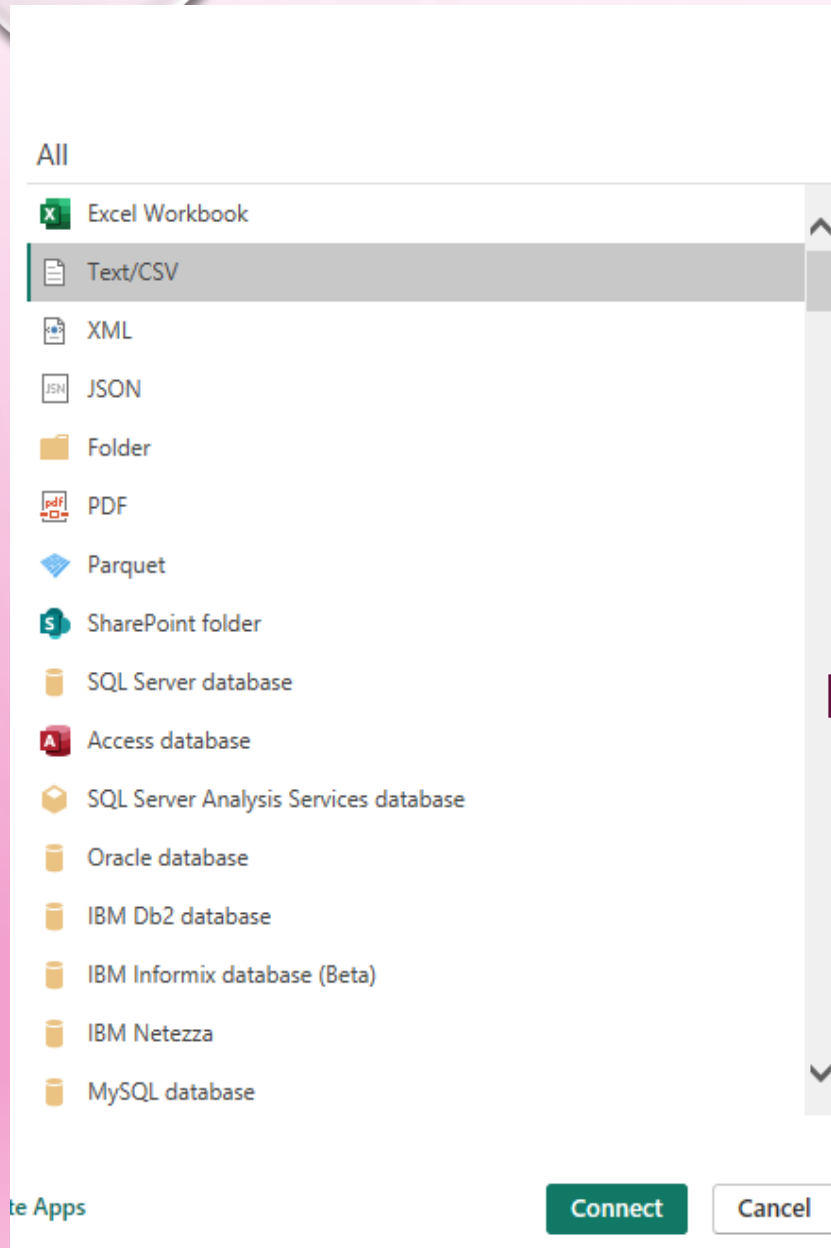 All
Excel Workbook
Text/CSV
XML
JSON
Folder
PDF
Parquet
SharePoint folder
SQL Server database
Access database
SQL Server Analysis Services database
Oracle database
IBM Db2 database
IBM Informix database (Beta)
IBM Netezza
MySQL database
te Apps
Connect
Cancel